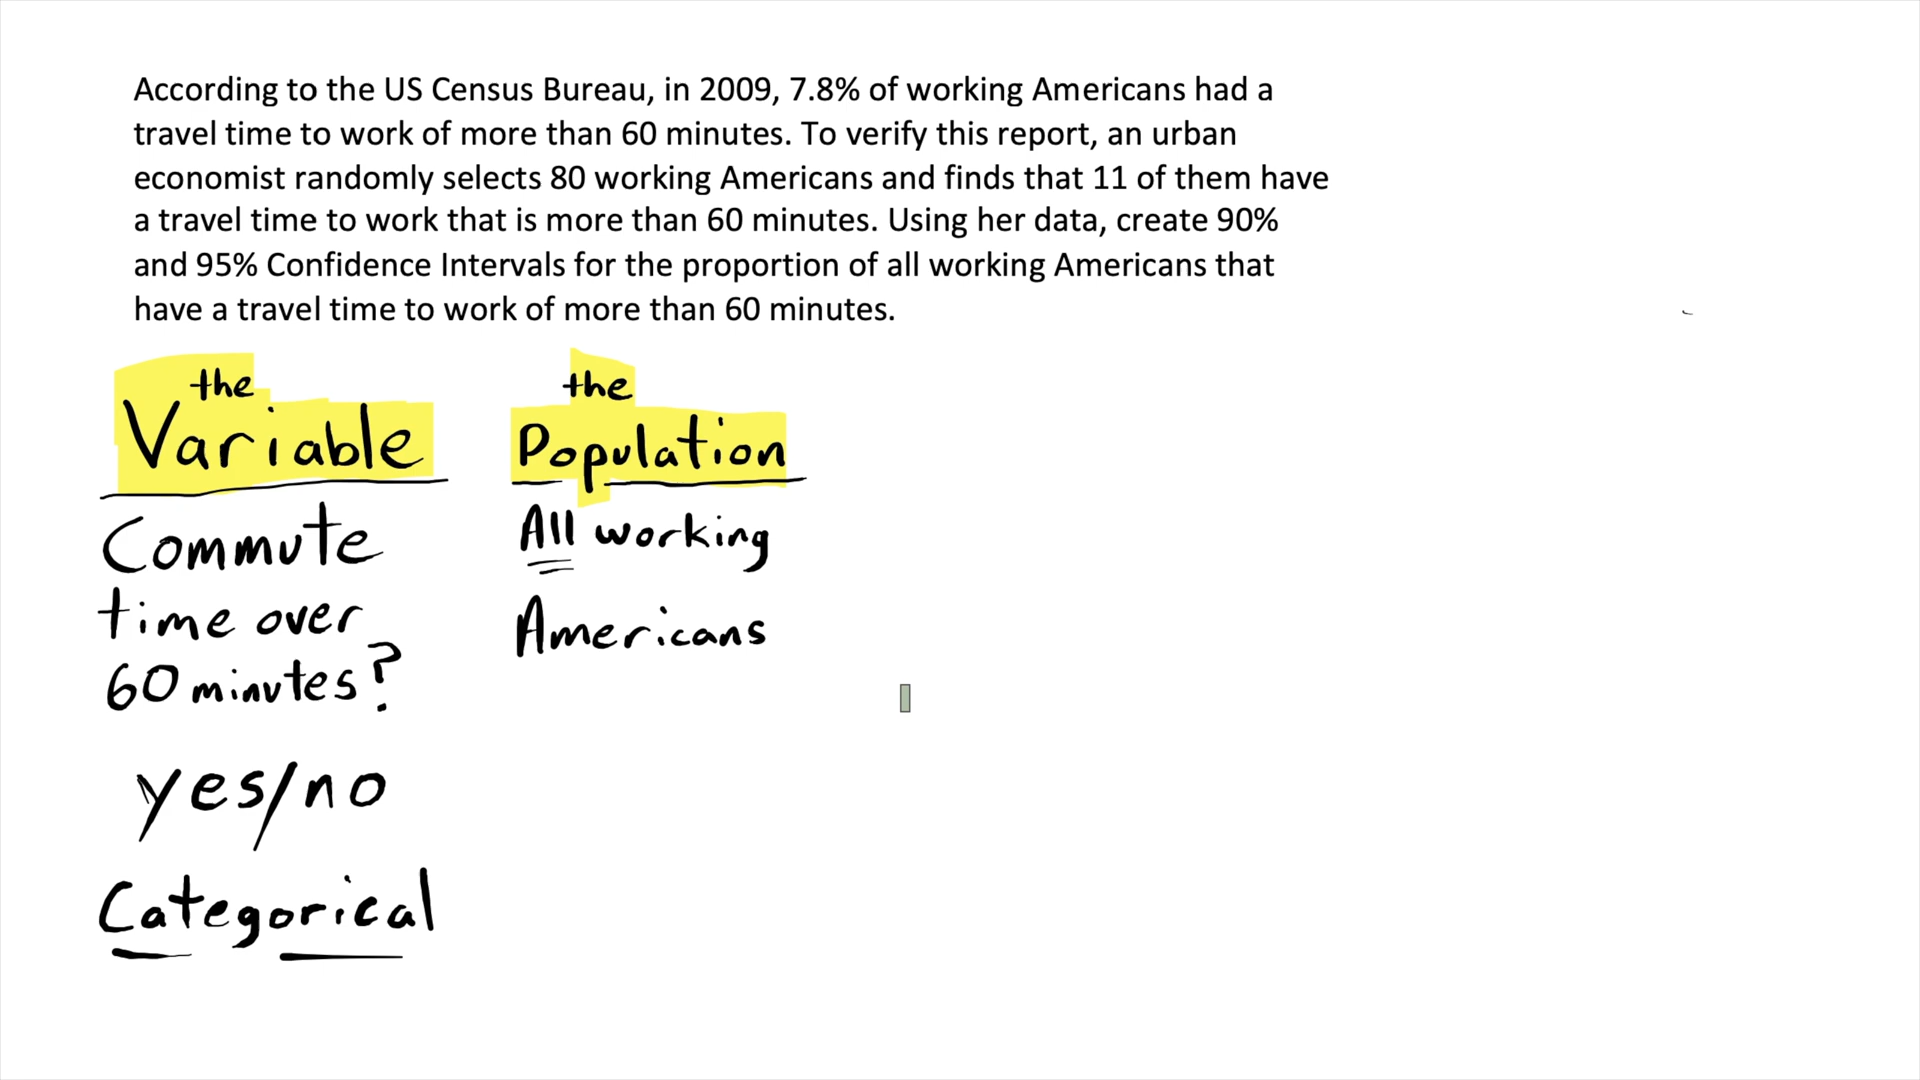 According to the US Census Bureau, in 2009, 7.8% of working Americans had a
travel time to work of more than 60 minutes. To verify this report, an urban
economist randomly selects 80 working Americans and finds that 11 of them have
a travel time to work that is more than 60 minutes. Using her data, create 90%
and 95% Confidence Intervals for the proportion of all working Americans that
have a travel time to work of more than 60 minutes.
the
Variable
Commute
time over
60 minutes?
yes/no
Categorical
the
Population
All working
Americans